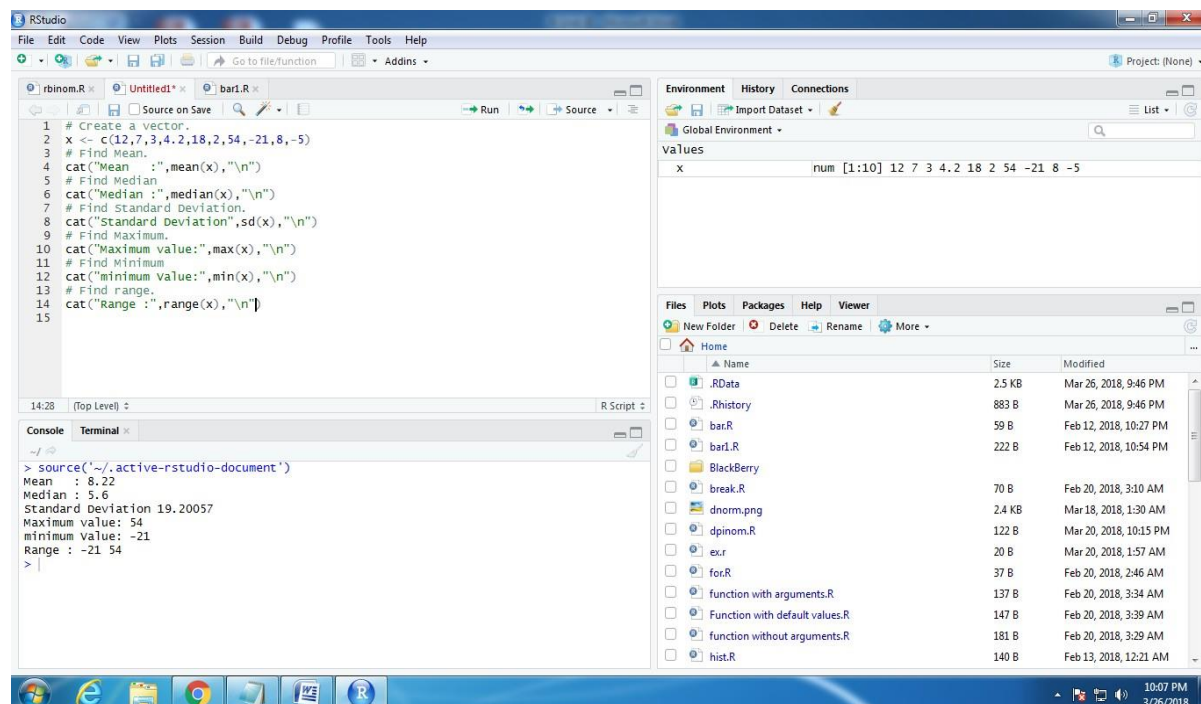 RStudio
File Edit Code View Plots Session Build Debug Profile Tools Help
Go to file/function Addins Project: (None)
rbinom.R Untitled1* bar1.R
Source on Save Run Source
1 # Create a vector.
2 x <- c(12,7,3,4.2,18,2,54,-21,8,-5)
3 # Find Mean.
4 cat("Mean   :",mean(x),"\n")
5 # Find Median
6 cat("Median :",median(x),"\n")
7 # Find Standard Deviation.
8 cat("Standard Deviation",sd(x),"\n")
9 # Find Maximum.
10 cat("Maximum value:",max(x),"\n")
11 # Find Minimum
12 cat("minimum Value:",min(x),"\n")
13 # Find range.
14 cat("Range :",range(x),"\n")
15
14:28 (Top Level) R Script
Console Terminal
~/
> source('~/.active-rstudio-document')
Mean   : 8.22
Median : 5.6
Standard Deviation 19.20057
Maximum value: 54
minimum Value: -21
Range : -21 54
>
Environment History Connections
Import Dataset List
Global Environment
values
x num [1:10] 12 7 3 4.2 18 2 54 -21 8 -5
Files Plots Packages Help Viewer
New Folder Delete Rename More
Home ...
Name Size Modified
.RData 2.5 KB Mar 26, 2018, 9:46 PM
.Rhistory 883 B Mar 26, 2018, 9:46 PM
bar.R 59 B Feb 12, 2018, 10:27 PM
bar1.R 222 B Feb 12, 2018, 10:54 PM
BlackBerry
break.R 70 B Feb 20, 2018, 3:10 AM
dnorm.png 2.4 KB Mar 18, 2018, 1:30 AM
dpinom.R 122 B Mar 20, 2018, 10:15 PM
ex.r 20 B Mar 20, 2018, 1:57 AM
for.R 37 B Feb 20, 2018, 2:46 AM
function with arguments.R 137 B Feb 20, 2018, 3:34 AM
Function with default values.R 147 B Feb 20, 2018, 3:39 AM
function without arguments.R 181 B Feb 20, 2018, 3:29 AM
hist.R 140 B Feb 13, 2018, 12:21 AM
10:07 PM
3/26/2018